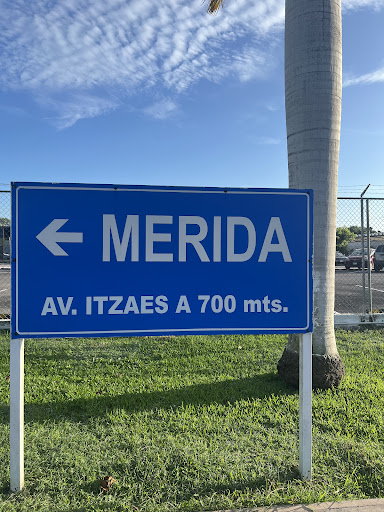 ← MERIDA
AV. ITZAES A 700 mts.